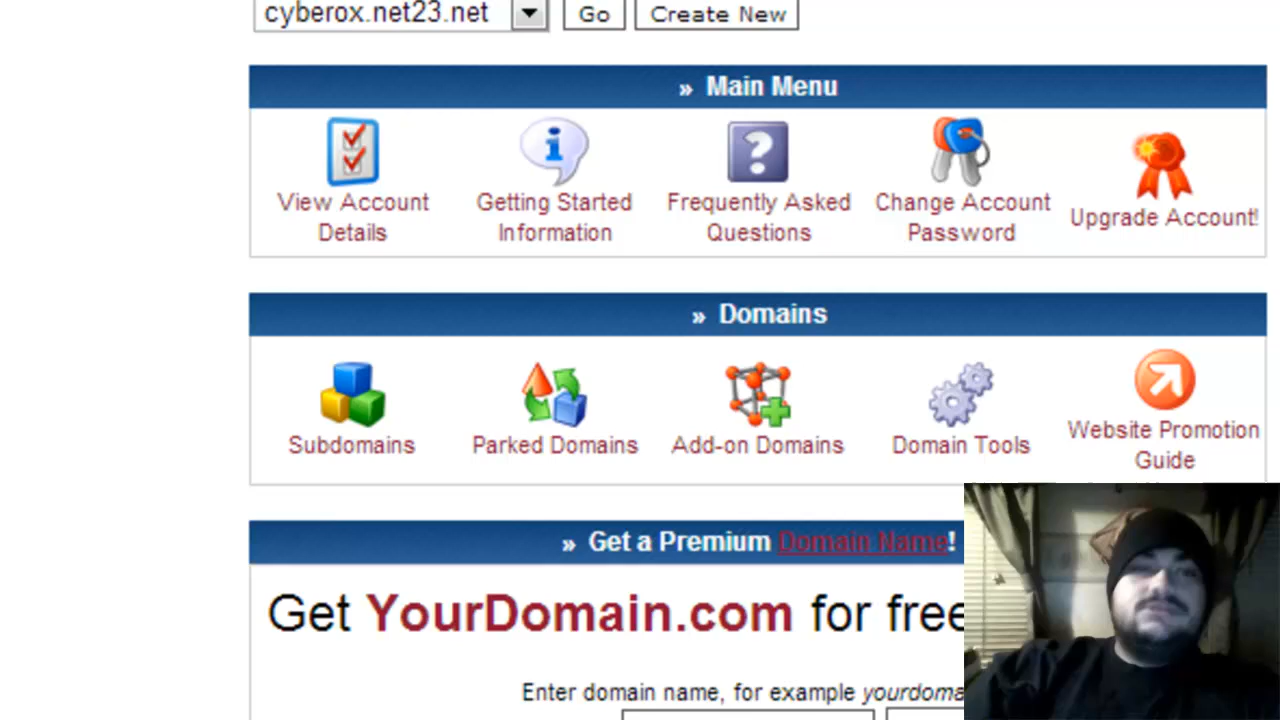 cyberox.net23.net Go Create New
» Main Menu
View Account Details
Getting Started Information
Frequently Asked Questions
Change Account Password
Upgrade Account!
» Domains
Subdomains
Parked Domains
Add-on Domains
Domain Tools
Website Promotion Guide
» Get a Premium Domain Name!
Get YourDomain.com for free
Enter domain name, for example yourdoma